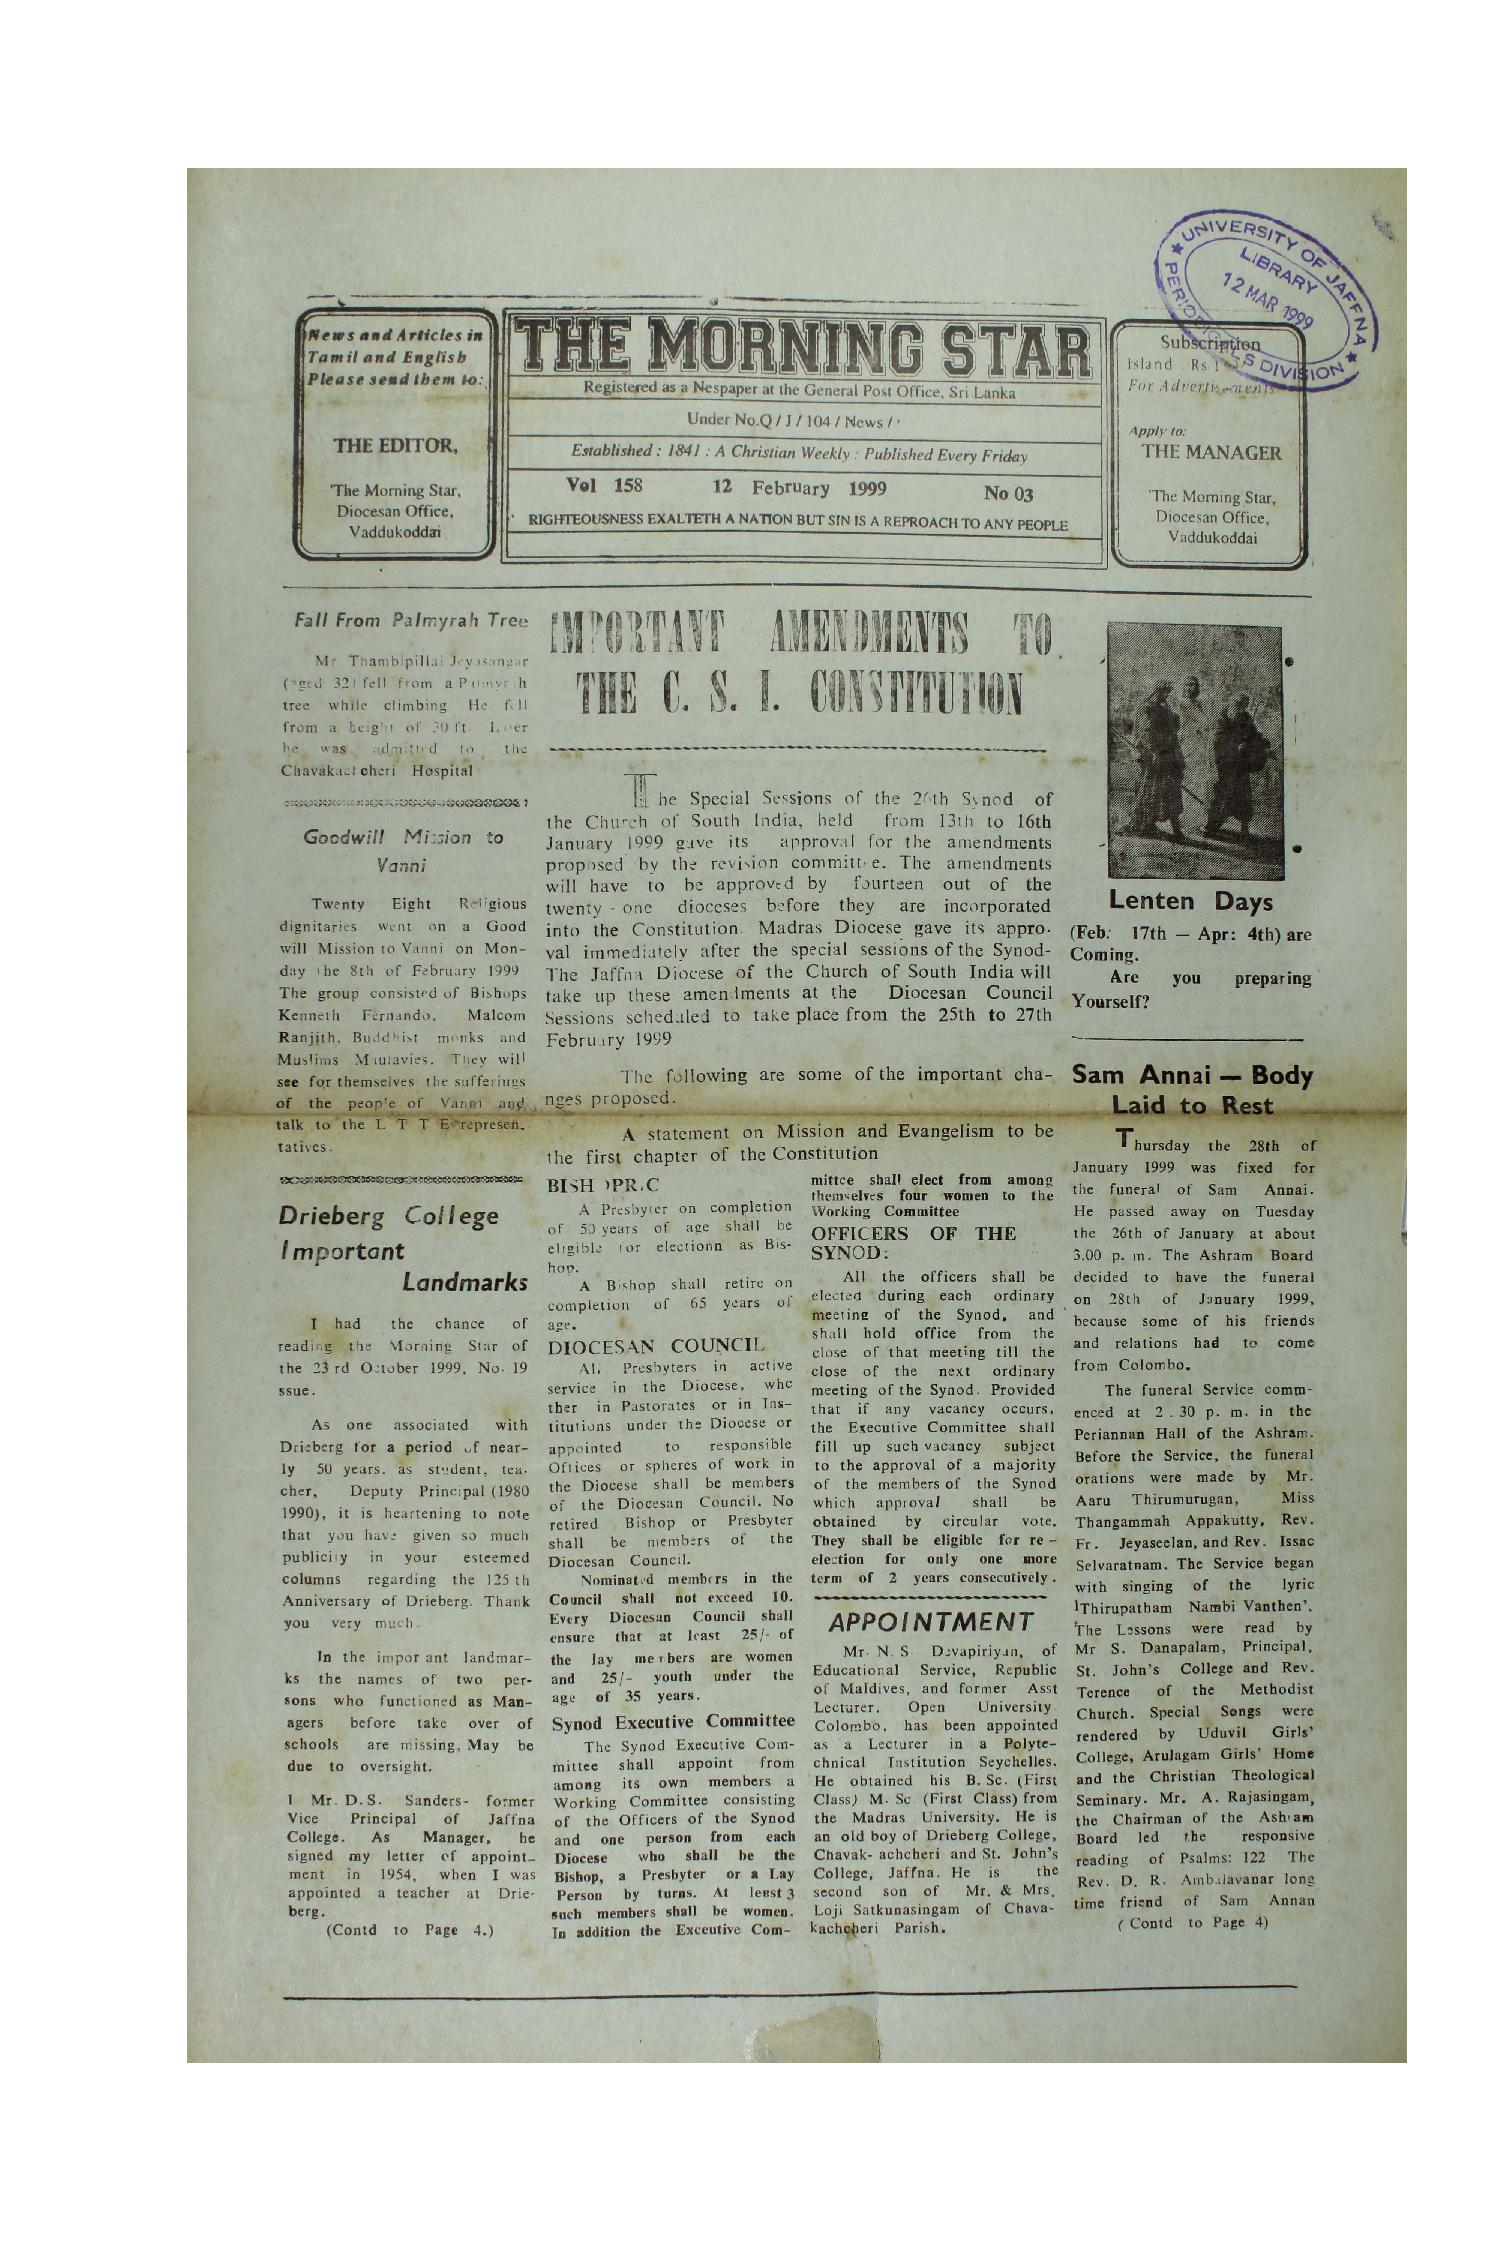 News and Articles in
Tamil and English
Please send them to:
THE EDITOR,
'The Morning Star,
Diocesan Office,
Vaddukoddai
THE MORNING STAR
Registered as a Nespaper at the General Post Office, Sri Lanka
Under No.Q / J / 104 / News /
Established : 1841 : A Christian Weekly : Published Every Friday
Vol 158 12 February 1999 No 03
RIGHTEOUSNESS EXALTETH A NATION BUT SIN IS A REPROACH TO ANY PEOPLE
Subscription
Island Rs
For Advertisements
Apply to:
THE MANAGER
'The Morning Star,
Diocesan Office,
Vaddukoddai
UNIVERSITY OF JAFFNA
LIBRARY
12 MAR 1999
PERIODICALS DIVISION
Fall From Palmyrah Tree
Mr Thambipillai Jeyasangar
(aged 32) fell from a Palmyrah
tree while climbing He fell
from a height of 30 ft. Later
he was admitted to the
Chavakachcheri Hospital
Goodwill Mission to
Vanni
Twenty Eight Religious
dignitaries went on a Good
will Mission to Vanni on Mon-
day the 8th of February 1999
The group consisted of Bishops
Kenneth Fernando, Malcom
Ranjith, Buddhist monks and
Muslims Maulavies. They will
see for themselves the sufferings
of the people of Vanni and
talk to the L T T E represen.
tatives.
Drieberg College
Important
Landmarks
I had the chance of
reading the Morning Star of
the 23 rd October 1999, No. 19
ssue.
As one associated with
Drieberg for a period of near-
ly 50 years. as student, tea.
cher, Deputy Principal (1980
1990), it is heartening to note
that you have given so much
publicity in your esteemed
columns regarding the 125 th
Anniversary of Drieberg. Thank
you very much.
In the impor ant landmar-
ks the names of two per-
sons who functioned as Man-
agers before take over of
schools are missing, May be
due to oversight.
1 Mr. D. S. Sanders- former
Vice Principal of Jaffna
College. As Manager, he
signed my letter of appoint-
ment in 1954, when I was
appointed a teacher at Drie-
berg.
(Contd to Page 4.)
IMPORTANT AMENDMENTS TO
THE C. S. I. CONSTITUTION
The Special Sessions of the 26th Synod of
the Church of South India, held from 13th to 16th
January 1999 gave its approval for the amendments
proposed by the revision committee. The amendments
will have to be approved by fourteen out of the
twenty - one dioceses before they are incorporated
into the Constitution. Madras Diocese gave its appro.
val immediately after the special sessions of the Synod-
The Jaffna Diocese of the Church of South India will
take up these amendments at the Diocesan Council
Sessions scheduled to take place from the 25th to 27th
February 1999
The following are some of the important cha-
nges proposed.
A statement on Mission and Evangelism to be
the first chapter of the Constitution
BISHOPRIC
A Presbyter on completion
of 50 years of age shall be
eligible for electionn as Bis-
hop.
A Bishop shall retire on
completion of 65 years of
age.
DIOCESAN COUNCIL
All Presbyters in active
service in the Diocese, whe
ther in Pastorates or in Ins-
titutions under the Diocese or
appointed to responsible
Offices or spheres of work in
the Diocese shall be members
of the Diocesan Council. No
retired Bishop or Presbyter
shall be members of the
Diocesan Council.
Nominated members in the
Council shall not exceed 10.
Every Diocesan Council shall
ensure that at least 25/- of
the lay members are women
and 25/- youth under the
age of 35 years.
Synod Executive Committee
The Synod Executive Com-
mittee shall appoint from
among its own members a
Working Committee consisting
of the Officers of the Synod
and one person from each
Diocese who shall be the
Bishop, a Presbyter or a Lay
Person by turns. At least 3
such members shall be women.
In addition the Executive Com-
mittee shall elect from among
themselves four women to the
Working Committee
OFFICERS OF THE
SYNOD:
All the officers shall be
elected during each ordinary
meeting of the Synod, and
shall hold office from the
close of that meeting till the
close of the next ordinary
meeting of the Synod. Provided
that if any vacancy occurs,
the Executive Committee shall
fill up such vacancy subject
to the approval of a majority
of the members of the Synod
which approval shall be
obtained by circular vote.
They shall be eligible for re -
election for only one more
term of 2 years consecutively.
APPOINTMENT
Mr. N. S. Devapiriyan, of
Educational Service, Republic
of Maldives, and former Asst
Lecturer, Open University
Colombo, has been appointed
as a Lecturer in a Polyte-
chnical Institution Seychelles.
He obtained his B. Sc. (First
Class) M. Sc (First Class) from
the Madras University. He is
an old boy of Drieberg College,
Chavak- achcheri and St. John's
College, Jaffna. He is the
second son of Mr. & Mrs.
Loji Satkunasingam of Chava-
kachcheri Parish.
Lenten Days
(Feb: 17th — Apr: 4th) are
Coming.
Are you preparing
Yourself?
Sam Annai — Body
Laid to Rest
Thursday the 28th of
January 1999 was fixed for
the funeral of Sam Annai.
He passed away on Tuesday
the 26th of January at about
3.00 p. m. The Ashram Board
decided to have the funeral
on 28th of January 1999,
because some of his friends
and relations had to come
from Colombo.
The funeral Service comm-
enced at 2 . 30 p. m. in the
Periannan Hall of the Ashram.
Before the Service, the funeral
orations were made by Mr.
Aaru Thirumurugan, Miss
Thangammah Appakutty, Rev.
Fr. Jeyaseelan, and Rev. Issac
Selvaratnam. The Service began
with singing of the lyric
'Thirupatham Nambi Vanthen'.
The Lessons were read by
Mr S. Danapalam, Principal,
St. John's College and Rev.
Terence of the Methodist
Church. Special Songs were
rendered by Uduvil Girls'
College, Arulagam Girls' Home
and the Christian Theological
Seminary. Mr. A. Rajasingam,
the Chairman of the Ashram
Board led the responsive
reading of Psalms: 122 The
Rev. D. R. Ambalavanar long
time friend of Sam Annan
( Contd to Page 4)